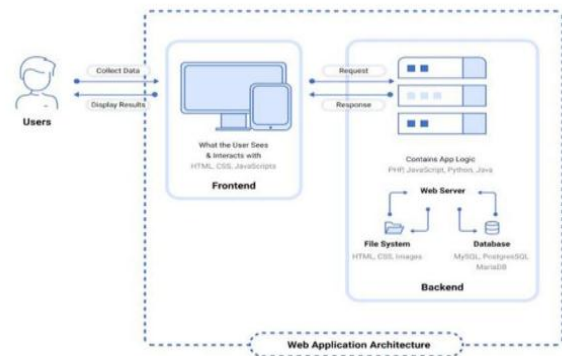 Users
Collect Data
Display Results
What the User Sees
& Interacts with
HTML, CSS, JavaScripts
Frontend
Request
Response
Contains App Logic
PHP, JavaScript, Python, Java
Web Server
File System
HTML, CSS, Images
Database
MySQL, PostgreSQL
MariaDB
Backend
Web Application Architecture